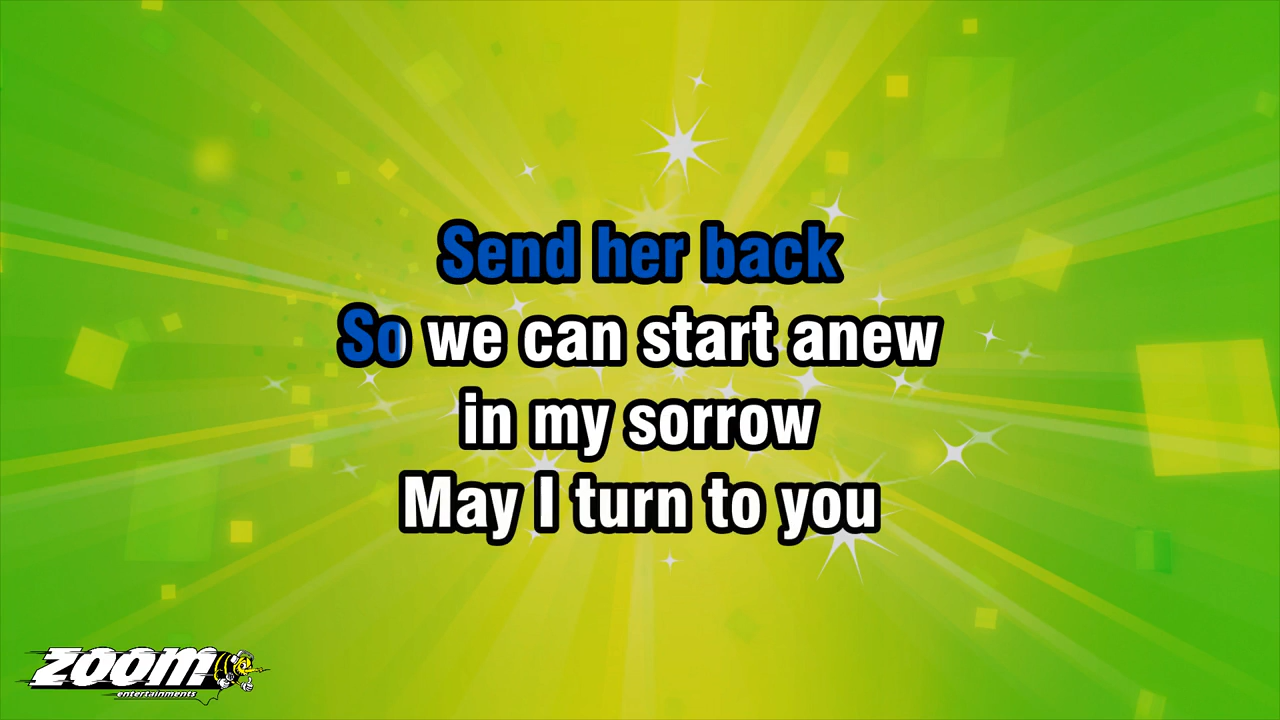 Send her back
So we can start anew
in my sorrow
May I turn to you
zoom
entertainments